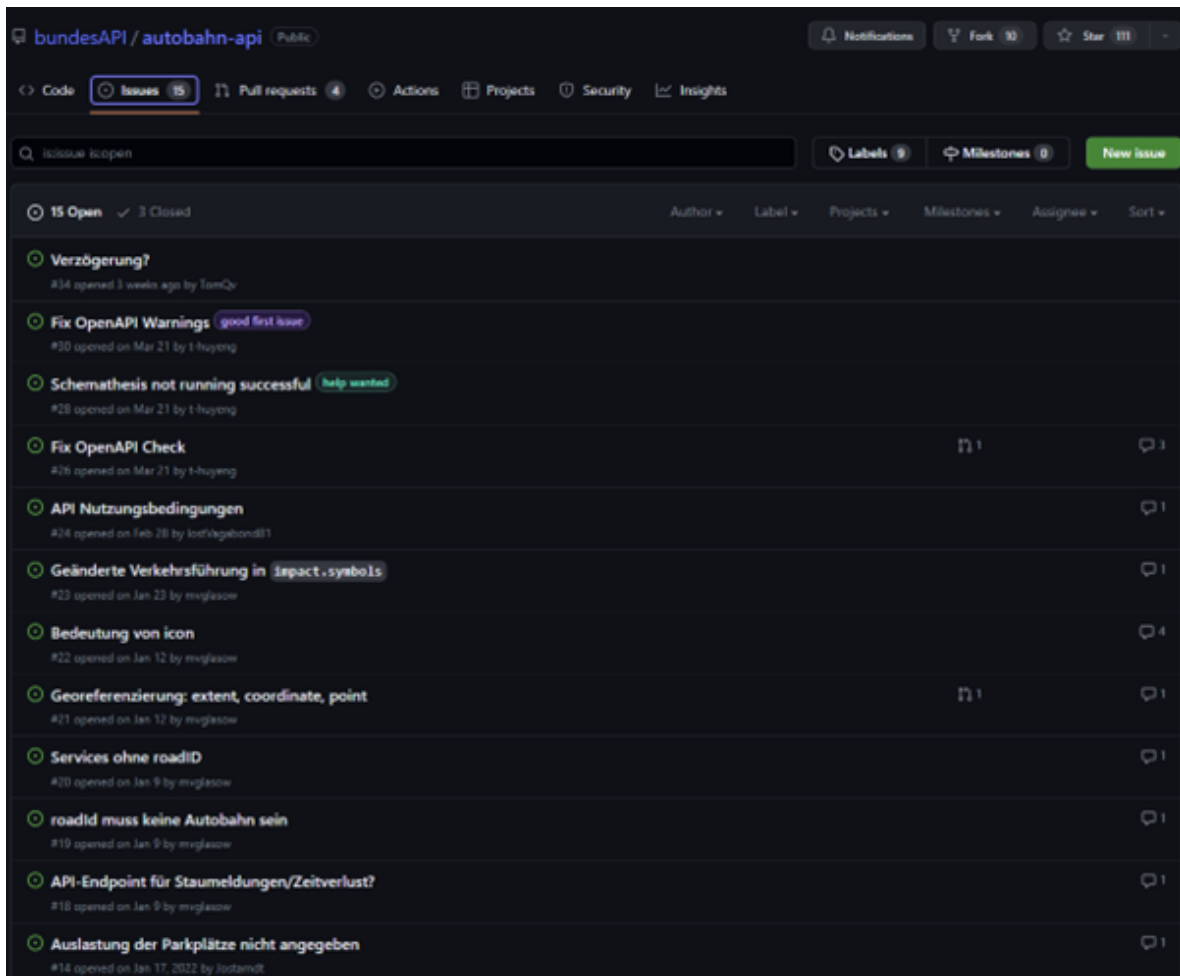 bundesAPI / autobahn-api Public
Notifications Fork 10 Star 111
Code Issues 15 Pull requests 4 Actions Projects Security Insights
is:issue is:open
Labels 9 Milestones 0 New issue
15 Open 3 Closed Author Label Projects Milestones Assignee Sort
Verzögerung?
#34 opened 3 weeks ago by TomQv
Fix OpenAPI Warnings good first issue
#30 opened on Mar 21 by t-huyeng
Schemathesis not running successful help wanted
#28 opened on Mar 21 by t-huyeng
Fix OpenAPI Check 1 3
#26 opened on Mar 21 by t-huyeng
API Nutzungsbedingungen 1
#24 opened on Feb 28 by lostVagabond81
Geänderte Verkehrsführung in impact.symbols 1
#23 opened on Jan 23 by mvglasow
Bedeutung von icon 4
#22 opened on Jan 12 by mvglasow
Georeferenzierung: extent, coordinate, point 1 1
#21 opened on Jan 12 by mvglasow
Services ohne roadID 1
#20 opened on Jan 9 by mvglasow
roadId muss keine Autobahn sein 1
#19 opened on Jan 9 by mvglasow
API-Endpoint für Staumeldungen/Zeitverlust? 1
#18 opened on Jan 9 by mvglasow
Auslastung der Parkplätze nicht angegeben 1
#14 opened on Jan 17, 2022 by Jostarndt